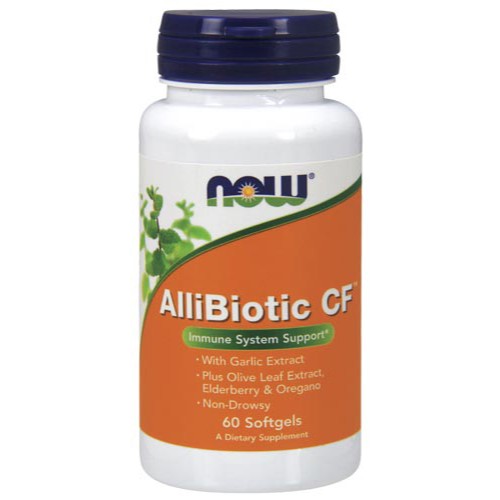 NOW®
AlliBiotic CF™
Immune System Support*
• With Garlic Extract
• Plus Olive Leaf Extract,
Elderberry & Oregano
• Non-Drowsy
60 Softgels
A Dietary Supplement